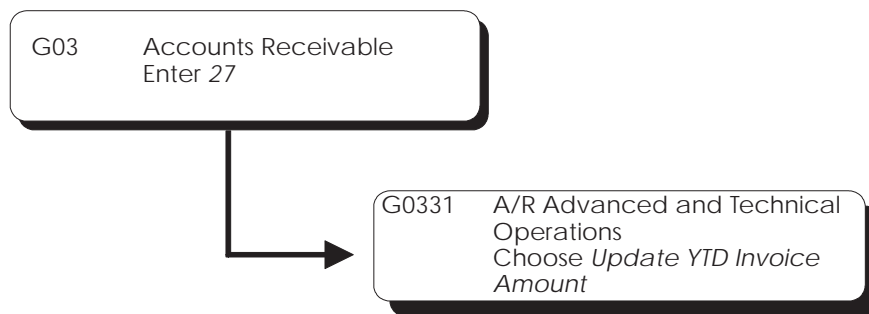 G03 Accounts Receivable
Enter 27
G0331 A/R Advanced and Technical
Operations
Choose Update YTD Invoice
Amount